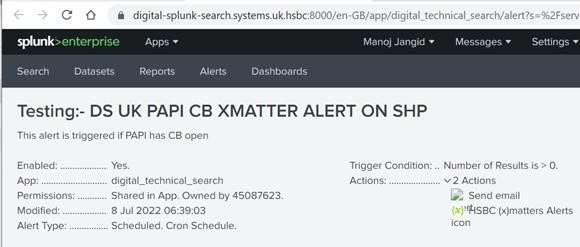 digital-splunk-search.systems.uk.hsbc:8000/en-GB/app/digital_technical_search/alert?s=%2Fserv
splunk>enterprise Apps Manoj Jangid Messages Settings
Search Datasets Reports Alerts Dashboards
Testing:- DS UK PAPI CB XMATTER ALERT ON SHP
This alert is triggered if PAPI has CB open
Enabled: .................. Yes.
App: .......................... digital_technical_search
Permissions: ............ Shared in App. Owned by 45087623.
Modified: ................. 8 Jul 2022 06:39:03
Alert Type: ............... Scheduled. Cron Schedule.
Trigger Condition: .. Number of Results is > 0.
Actions: .................... 2 Actions
Send email
(x) HSBC (x)matters Alerts
icon